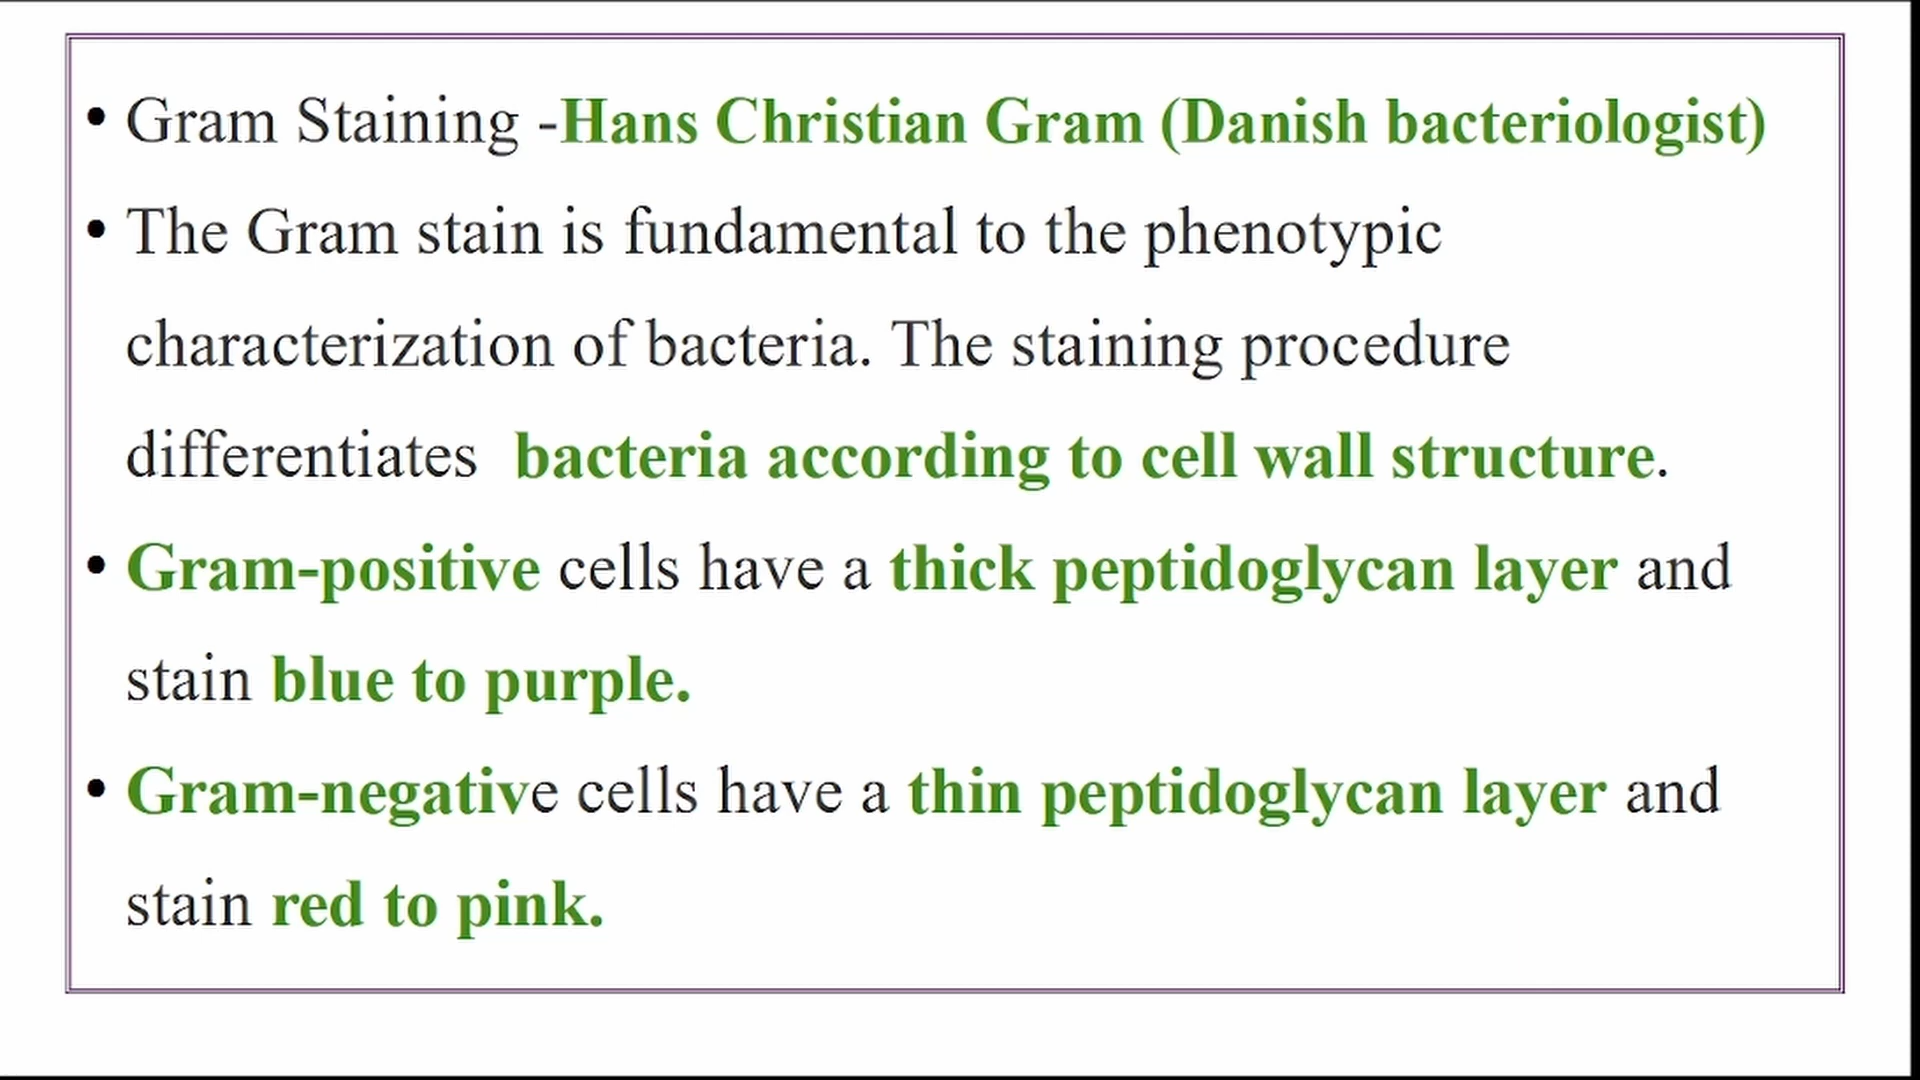 • Gram Staining -Hans Christian Gram (Danish bacteriologist)
• The Gram stain is fundamental to the phenotypic
characterization of bacteria. The staining procedure
differentiates  bacteria according to cell wall structure.
• Gram-positive cells have a thick peptidoglycan layer and
stain blue to purple.
• Gram-negative cells have a thin peptidoglycan layer and
stain red to pink.